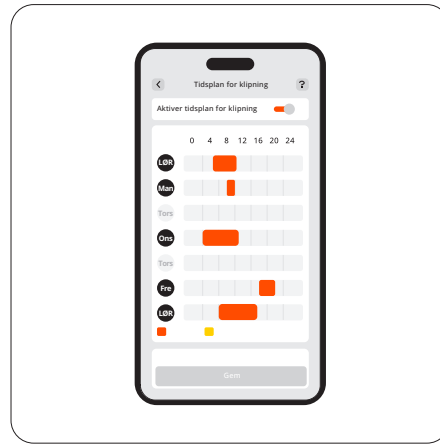 Tidsplan for klipning ?
Aktiver tidsplan for klipning
0 4 8 12 16 20 24
LØR
Man
Tors
Ons
Tors
Fre
LØR
Gem